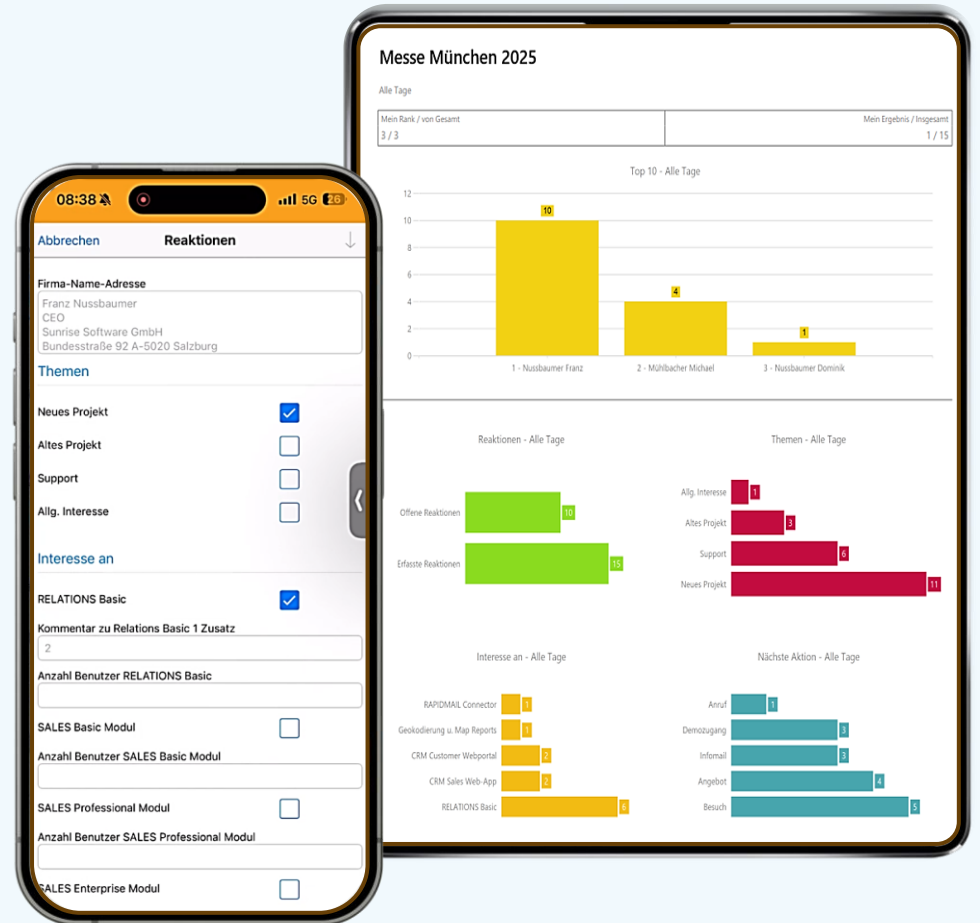 Messe München 2025
Alle Tage
Mein Rank / von Gesamt
Mein Ergebnis / Insgesamt
3 / 3
1 / 15
Top 10 - Alle Tage
12
10
8
6
4
2
0
10
4
1
1 - Nussbaumer Franz
2 - Mühlbacher Michael
3 - Nussbaumer Dominik
Reaktionen - Alle Tage
Offene Reaktionen
10
Erfasste Reaktionen
15
Themen - Alle Tage
Allg. Interesse
1
Altes Projekt
3
Support
6
Neues Projekt
11
Interesse an - Alle Tage
RAPIDMAIL Connector
1
Geokodierung u. Map Reports
1
CRM Customer Webportal
2
CRM Sales Web-App
2
RELATIONS Basic
6
Nächste Aktion - Alle Tage
Anruf
1
Demozugang
3
Infomail
3
Angebot
4
Besuch
5
08:38
5G
26
Abbrechen
Reaktionen
Firma-Name-Adresse
Franz Nussbaumer
CEO
Sunrise Software GmbH
Bundesstraße 92 A-5020 Salzburg
Themen
Neues Projekt
Altes Projekt
Support
Allg. Interesse
Interesse an
RELATIONS Basic
Kommentar zu Relations Basic 1 Zusatz
2
Anzahl Benutzer RELATIONS Basic
SALES Basic Modul
Anzahl Benutzer SALES Basic Modul
SALES Professional Modul
Anzahl Benutzer SALES Professional Modul
SALES Enterprise Modul